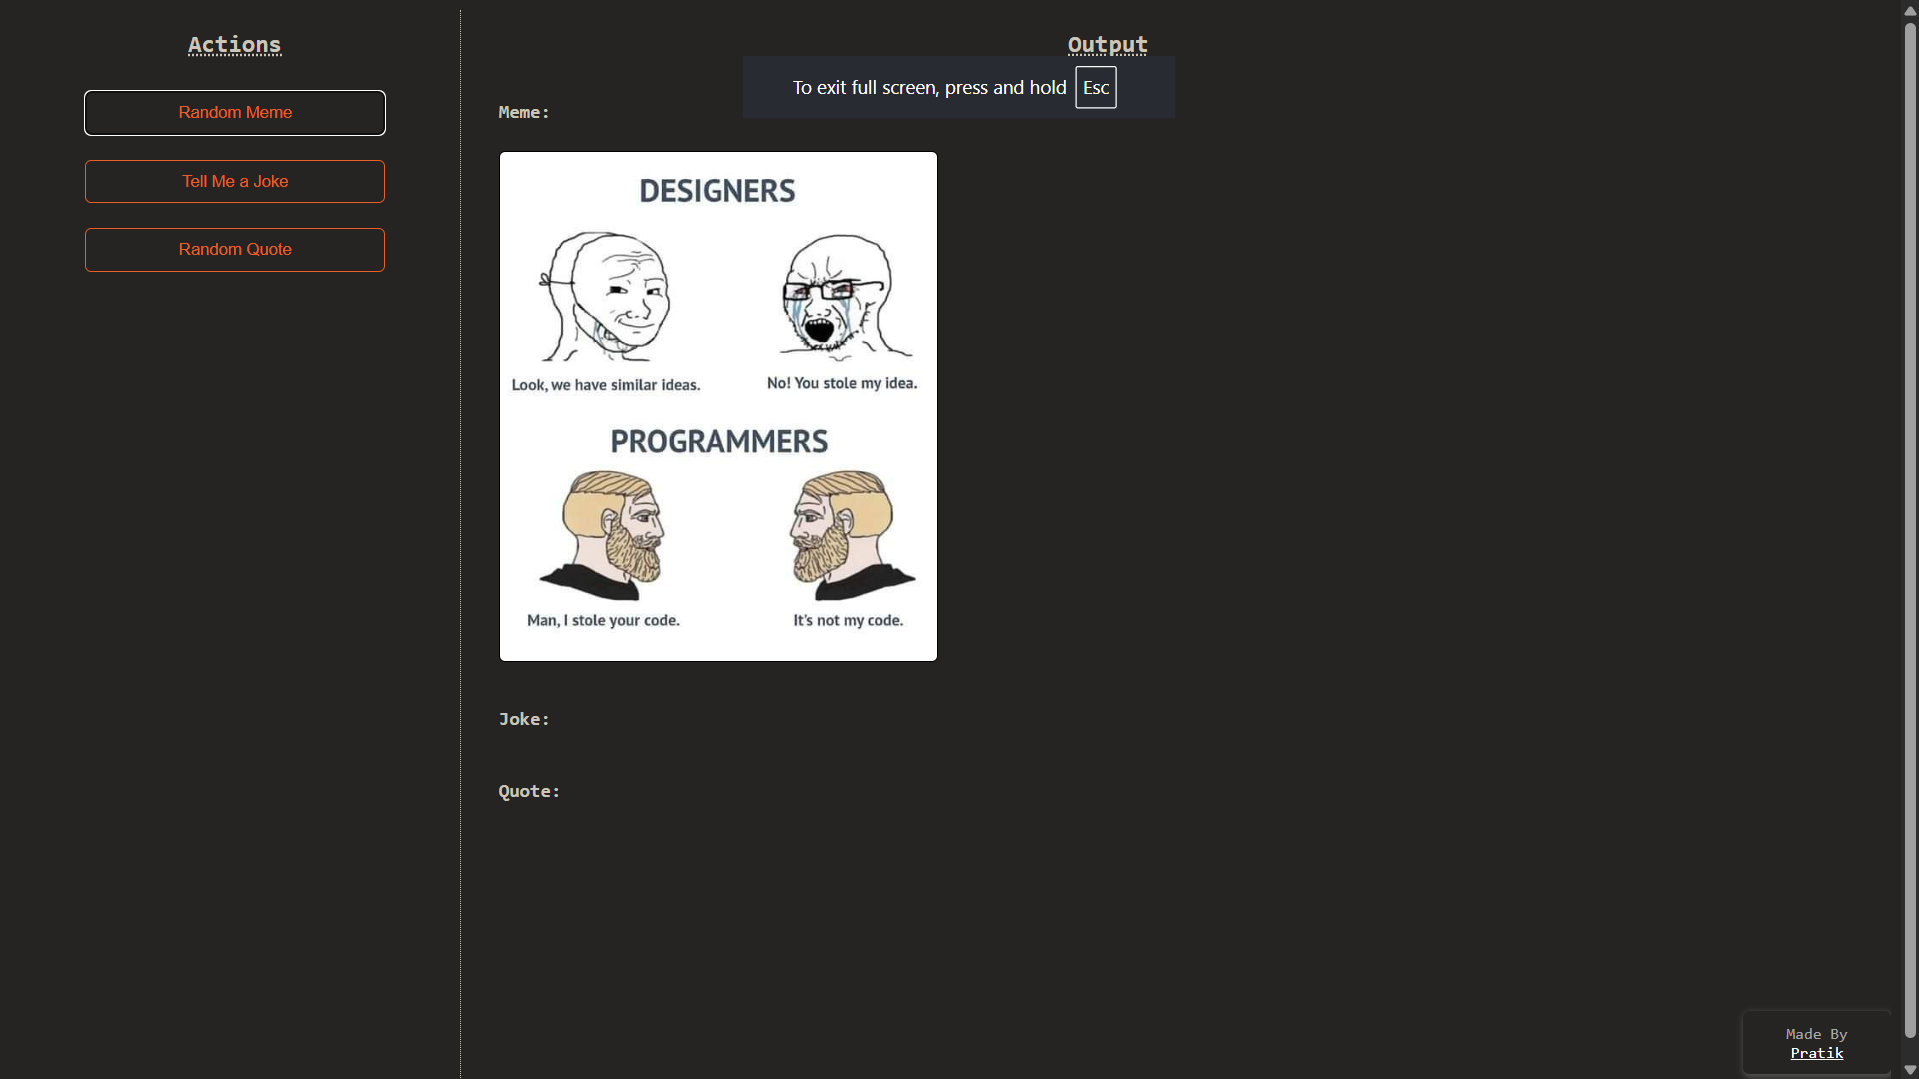 Actions
Random Meme
Tell Me a Joke
Random Quote
Output
To exit full screen, press and hold Esc
Meme:
DESIGNERS
Look, we have similar ideas.
No! You stole my idea.
PROGRAMMERS
Man, I stole your code.
It's not my code.
Joke:
Quote:
Made By
Pratik